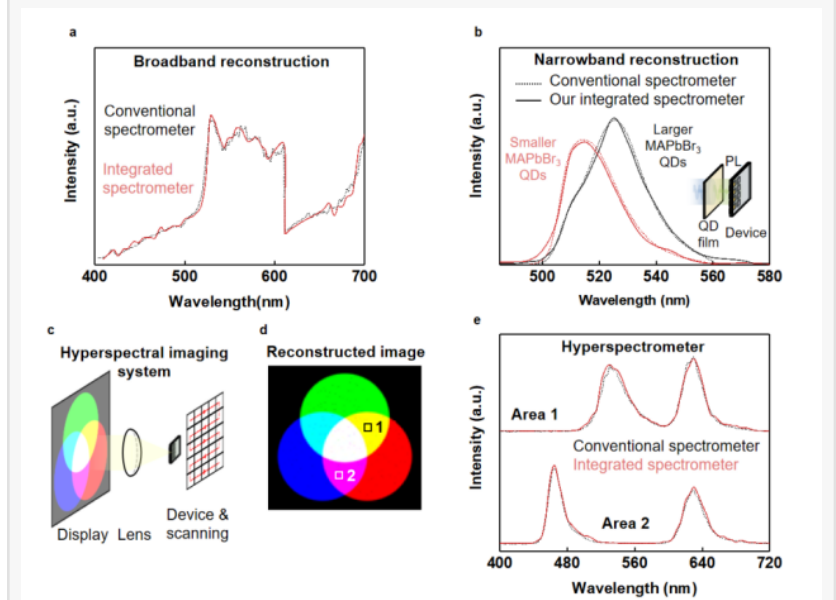 a
Broadband reconstruction
Conventional
spectrometer
Integrated
spectrometer
Intensity (a.u.)
400 500 600 700
Wavelength(nm)
b
Narrowband reconstruction
Conventional spectrometer
Our integrated spectrometer
Smaller
MAPbBr3
QDs
Larger
MAPbBr3
QDs
PL
QD
film
Device
Intensity (a.u.)
500 520 540 560 580
Wavelength (nm)
c
Hyperspectral imaging
system
Display Lens
Device &
scanning
d
Reconstructed image
1
2
e
Hyperspectrometer
Area 1
Conventional spectrometer
Integrated spectrometer
Area 2
Intensity (a.u.)
400 480 560 640 720
Wavelength (nm)